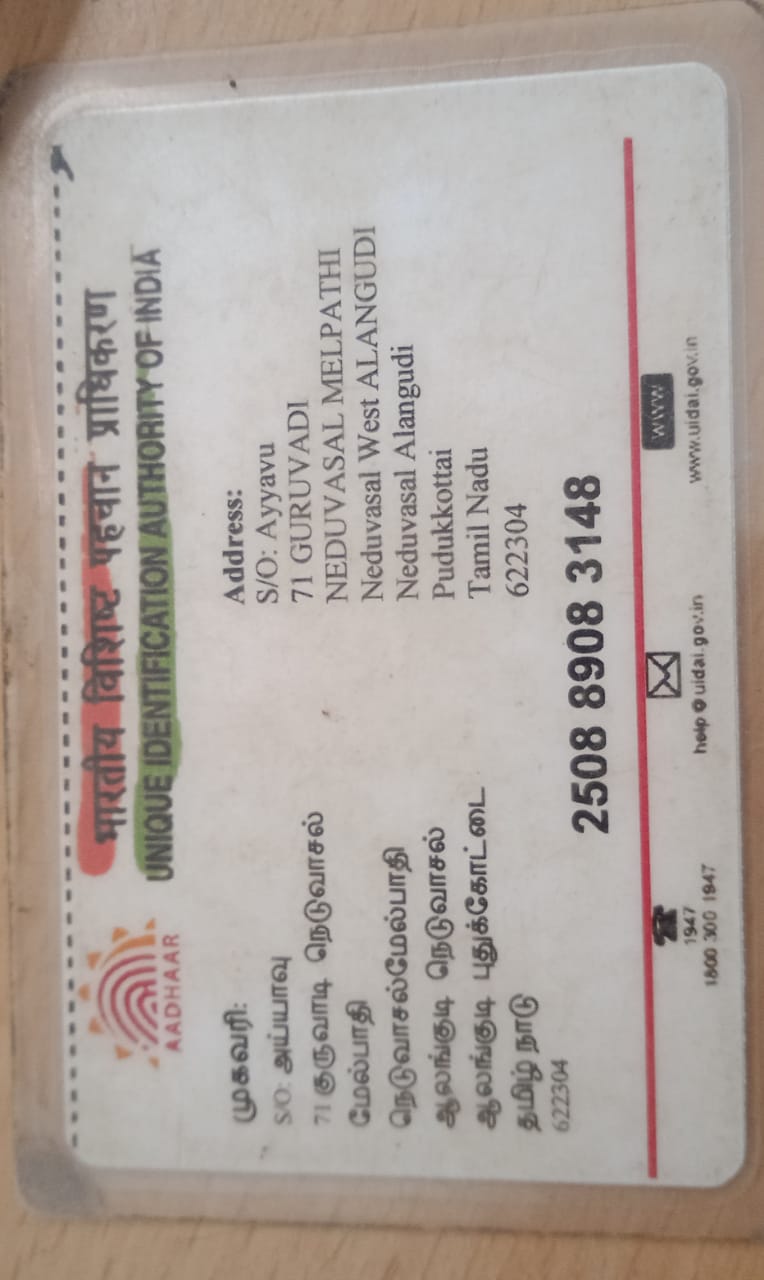 AADHAAR
भारतीय विशिष्ट पहचान प्राधिकरण
UNIQUE IDENTIFICATION AUTHORITY OF INDIA
முகவரி:
S/O: அய்யாவு
71 குருவாடி நெடுவாசல்
மேல்பாதி
நெடுவாசல்மேல்பாதி
ஆலங்குடி நெடுவாசல்
ஆலங்குடி புதுக்கோட்டை
தமிழ் நாடு
622304
Address:
S/O: Ayyavu
71 GURUVADI
NEDUVASAL MELPATHI
Neduvasal West ALANGUDI
Neduvasal Alangudi
Pudukkottai
Tamil Nadu
622304
2508 8908 3148
1947
1800 300 1947
help@uidai.gov.in
www
www.uidai.gov.in